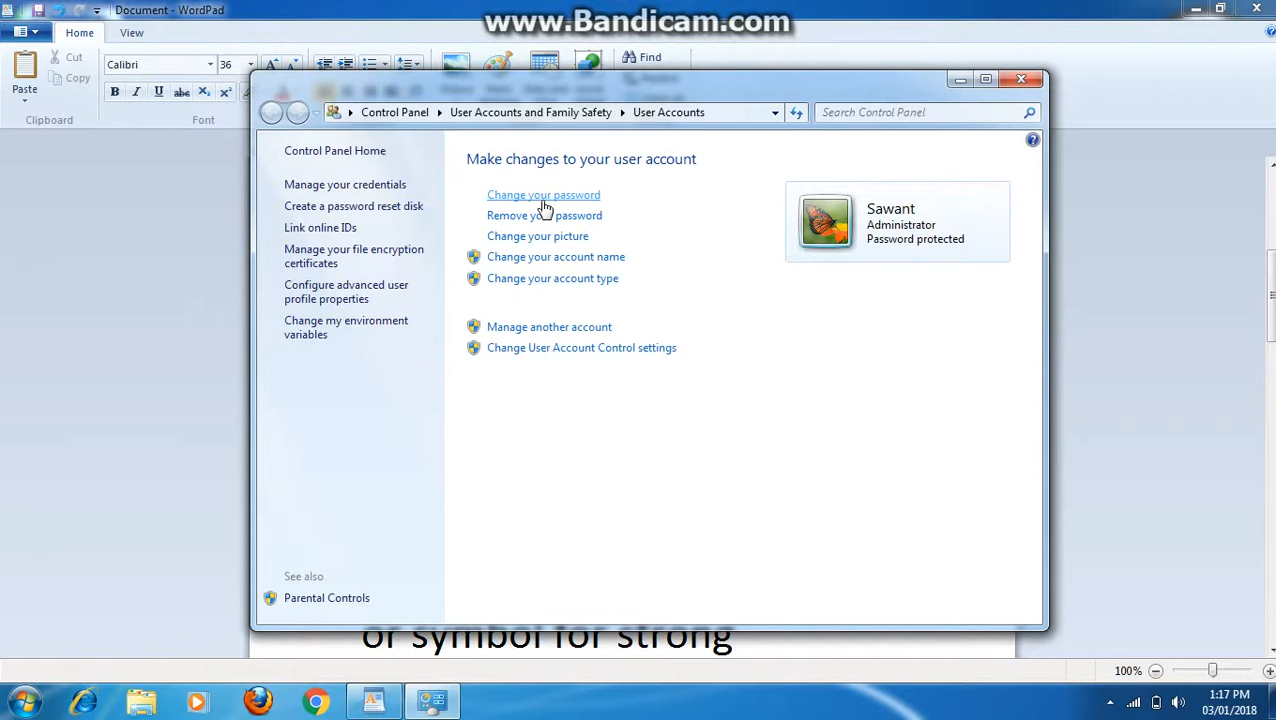 Document - WordPad
www.Bandicam.com
Home
View
Cut
Copy
Paste
Clipboard
Calibri
36
Font
Find
Control Panel
User Accounts and Family Safety
User Accounts
Search Control Panel
Control Panel Home
Manage your credentials
Create a password reset disk
Link online IDs
Manage your file encryption
certificates
Configure advanced user
profile properties
Change my environment
variables
See also
Parental Controls
Make changes to your user account
Change your password
Remove your password
Change your picture
Change your account name
Change your account type
Manage another account
Change User Account Control settings
Sawant
Administrator
Password protected
or symbol for strong
100%
1:17 PM
03/01/2018